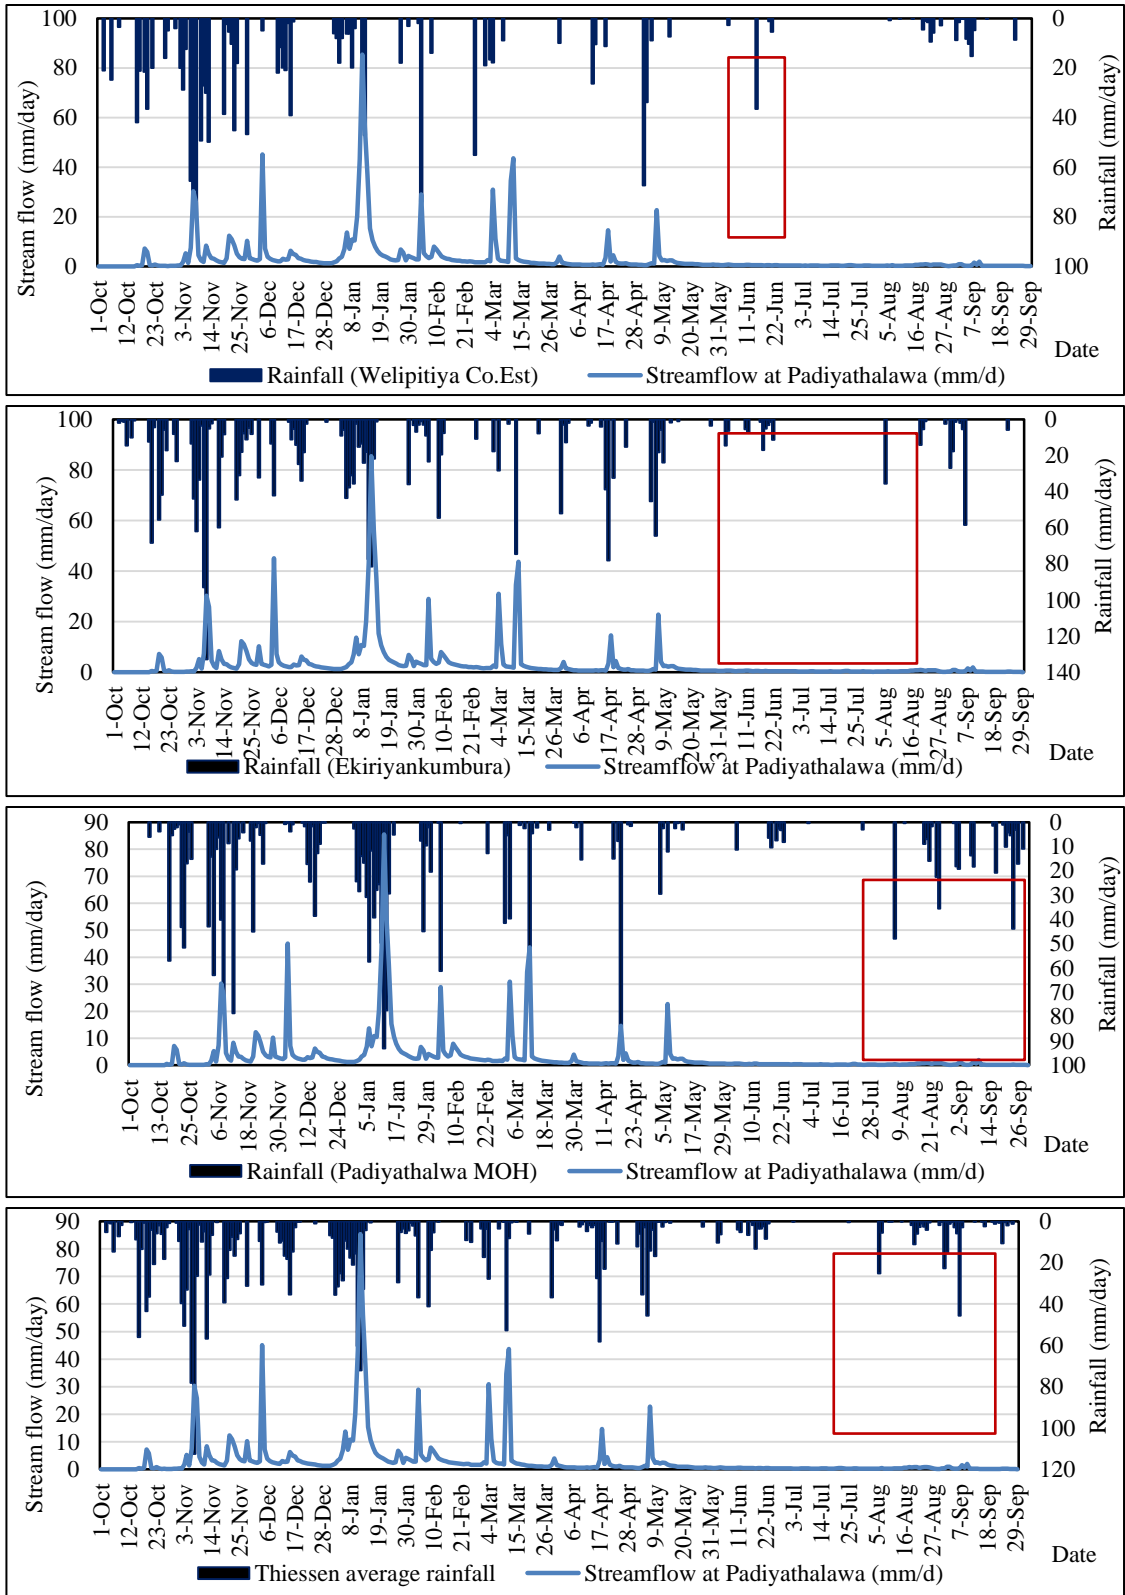 Stream flow (mm/day)
100
80
60
40
20
0
0
20
40
60
80
100
Rainfall (mm/day)
1-Oct
12-Oct
23-Oct
3-Nov
14-Nov
25-Nov
6-Dec
17-Dec
28-Dec
8-Jan
19-Jan
30-Jan
10-Feb
21-Feb
4-Mar
15-Mar
26-Mar
6-Apr
17-Apr
28-Apr
9-May
20-May
31-May
11-Jun
22-Jun
3-Jul
14-Jul
25-Jul
5-Aug
16-Aug
27-Aug
7-Sep
18-Sep
29-Sep
Date
Rainfall (Welipitiya Co.Est)
Streamflow at Padiyathalawa (mm/d)
Stream flow (mm/day)
100
80
60
40
20
0
0
20
40
60
80
100
120
140
Rainfall (mm/day)
1-Oct
12-Oct
23-Oct
3-Nov
14-Nov
25-Nov
6-Dec
17-Dec
28-Dec
8-Jan
19-Jan
30-Jan
10-Feb
21-Feb
4-Mar
15-Mar
26-Mar
6-Apr
17-Apr
28-Apr
9-May
20-May
31-May
11-Jun
22-Jun
3-Jul
14-Jul
25-Jul
5-Aug
16-Aug
27-Aug
7-Sep
18-Sep
29-Sep
Date
Rainfall (Ekiriyankumbura)
Streamflow at Padiyathalawa (mm/d)
Stream flow (mm/day)
90
80
70
60
50
40
30
20
10
0
0
10
20
30
40
50
60
70
80
90
100
Rainfall (mm/day)
1-Oct
13-Oct
25-Oct
6-Nov
18-Nov
30-Nov
12-Dec
24-Dec
5-Jan
17-Jan
29-Jan
10-Feb
22-Feb
6-Mar
18-Mar
30-Mar
11-Apr
23-Apr
5-May
17-May
29-May
10-Jun
22-Jun
4-Jul
16-Jul
28-Jul
9-Aug
21-Aug
2-Sep
14-Sep
26-Sep
Date
Rainfall (Padiyathalwa MOH)
Streamflow at Padiyathalawa (mm/d)
Stream flow (mm/day)
90
80
70
60
50
40
30
20
10
0
0
20
40
60
80
100
120
Rainfall (mm/day)
1-Oct
12-Oct
23-Oct
3-Nov
14-Nov
25-Nov
6-Dec
17-Dec
28-Dec
8-Jan
19-Jan
30-Jan
10-Feb
21-Feb
4-Mar
15-Mar
26-Mar
6-Apr
17-Apr
28-Apr
9-May
20-May
31-May
11-Jun
22-Jun
3-Jul
14-Jul
25-Jul
5-Aug
16-Aug
27-Aug
7-Sep
18-Sep
29-Sep
Date
Thiessen average rainfall
Streamflow at Padiyathalawa (mm/d)